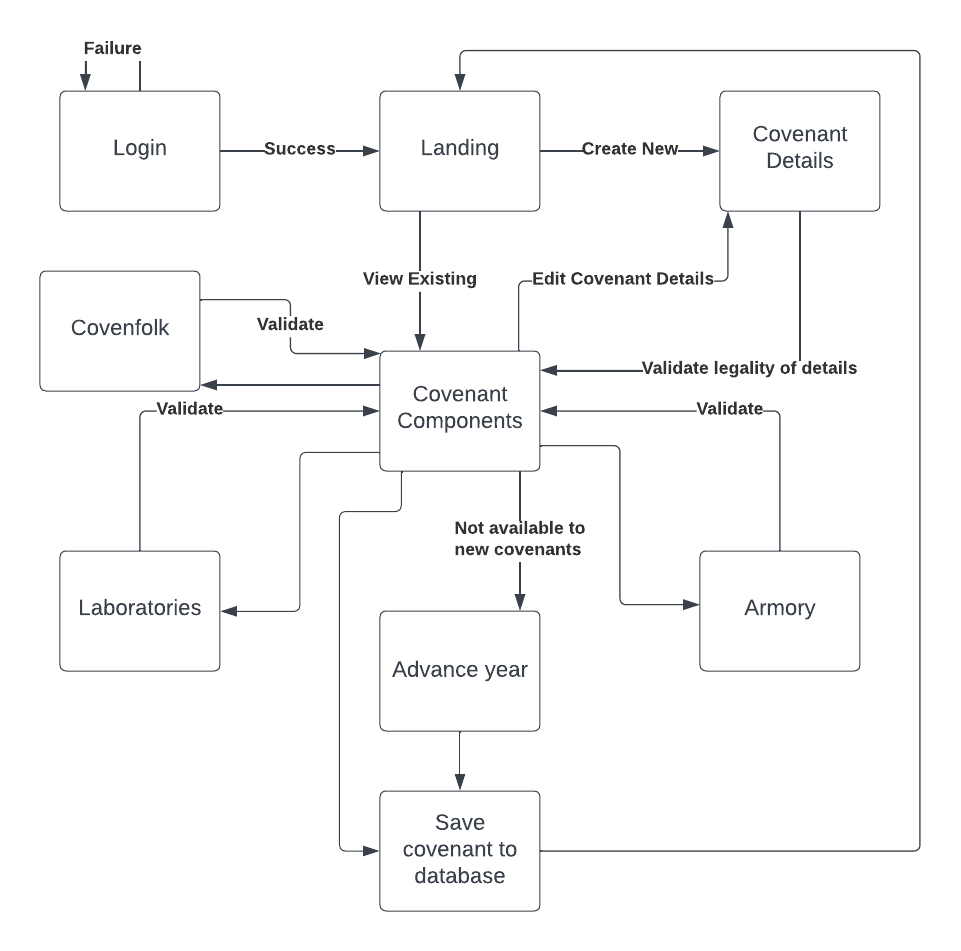 Failure
Login
Success
Landing
Create New
Covenant
Details
View Existing
Edit Covenant Details
Covenfolk
Validate
Validate legality of details
Covenant
Components
Validate
Validate
Not available to
new covenants
Laboratories
Armory
Advance year
Save
covenant to
database